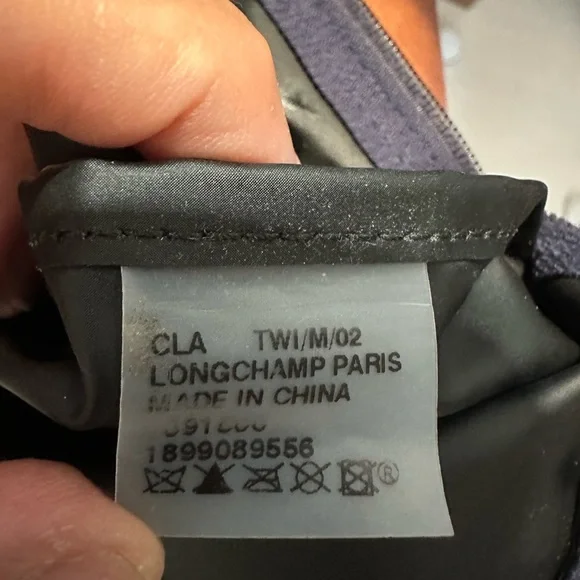 CLA TWI/M/02
LONGCHAMP PARIS
MADE IN CHINA
1899089556
®